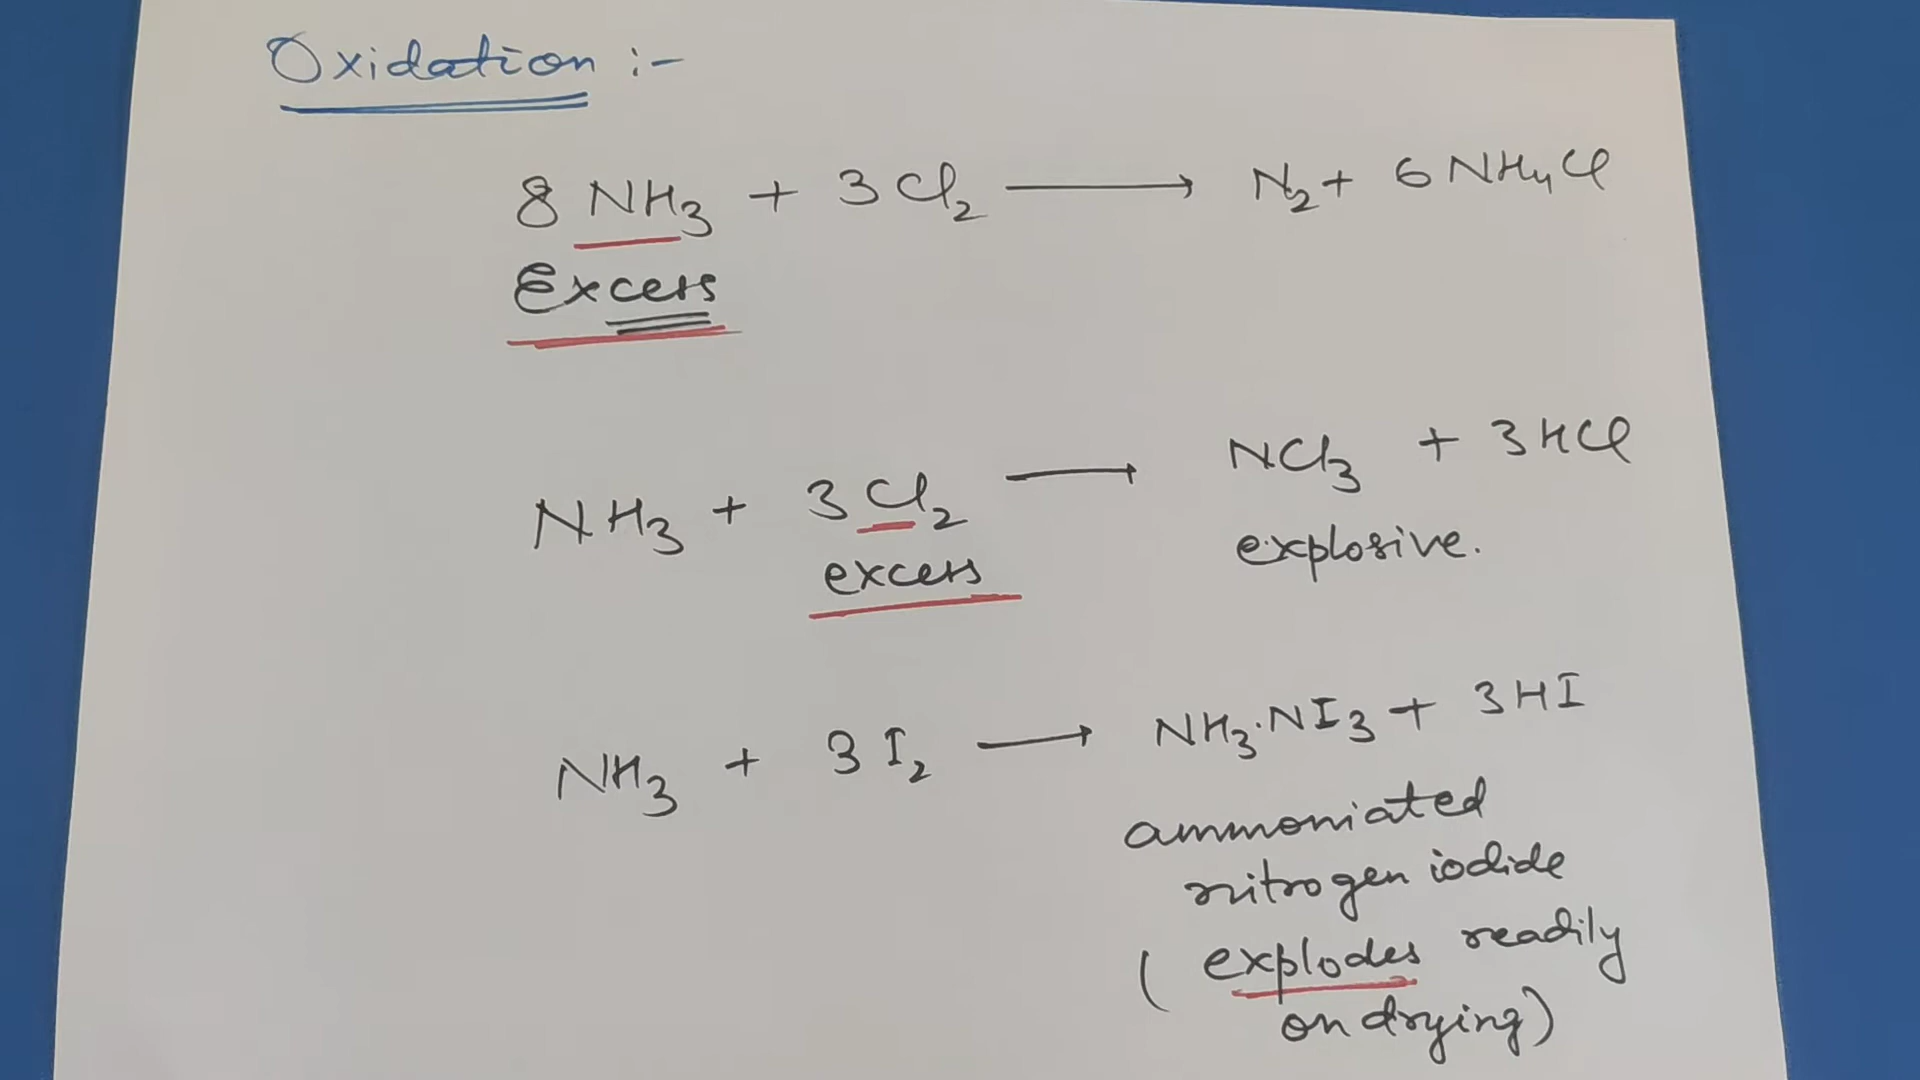 Oxidation :-
8 NH₃ + 3 Cl₂ ⟶ N₂ + 6 NH₄Cl
Excess
NH₃ + 3 Cl₂ ⟶ NCl₃ + 3 HCl
excess
explosive.
NH₃ + 3 I₂ ⟶ NH₃·NI₃ + 3 HI
ammoniated
nitrogen iodide
( explodes readily
on drying)